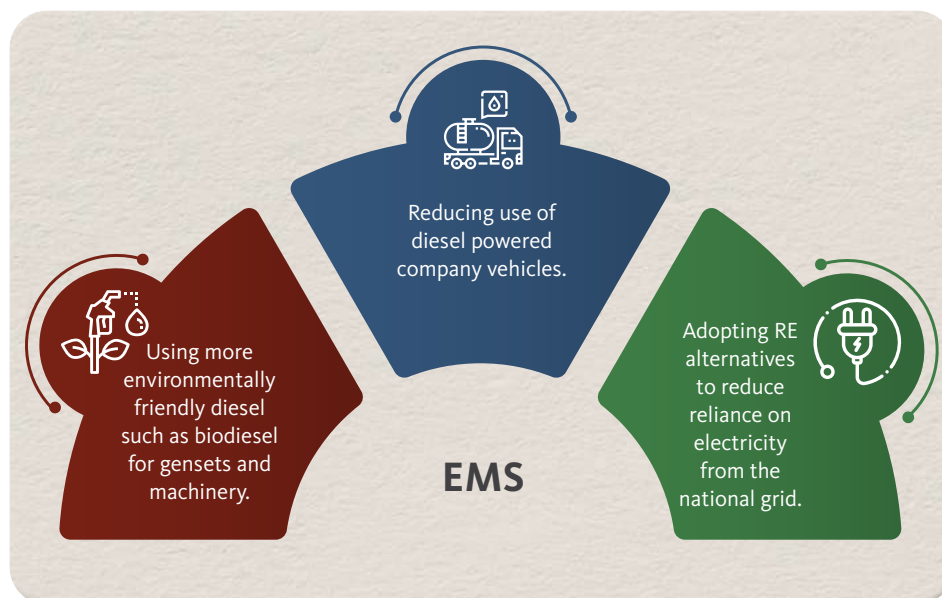 Using more
environmentally
friendly diesel
such as biodiesel
for gensets and
machinery.
Reducing use of
diesel powered
company vehicles.
Adopting RE
alternatives
to reduce
reliance on
electricity
from the
national grid.
EMS